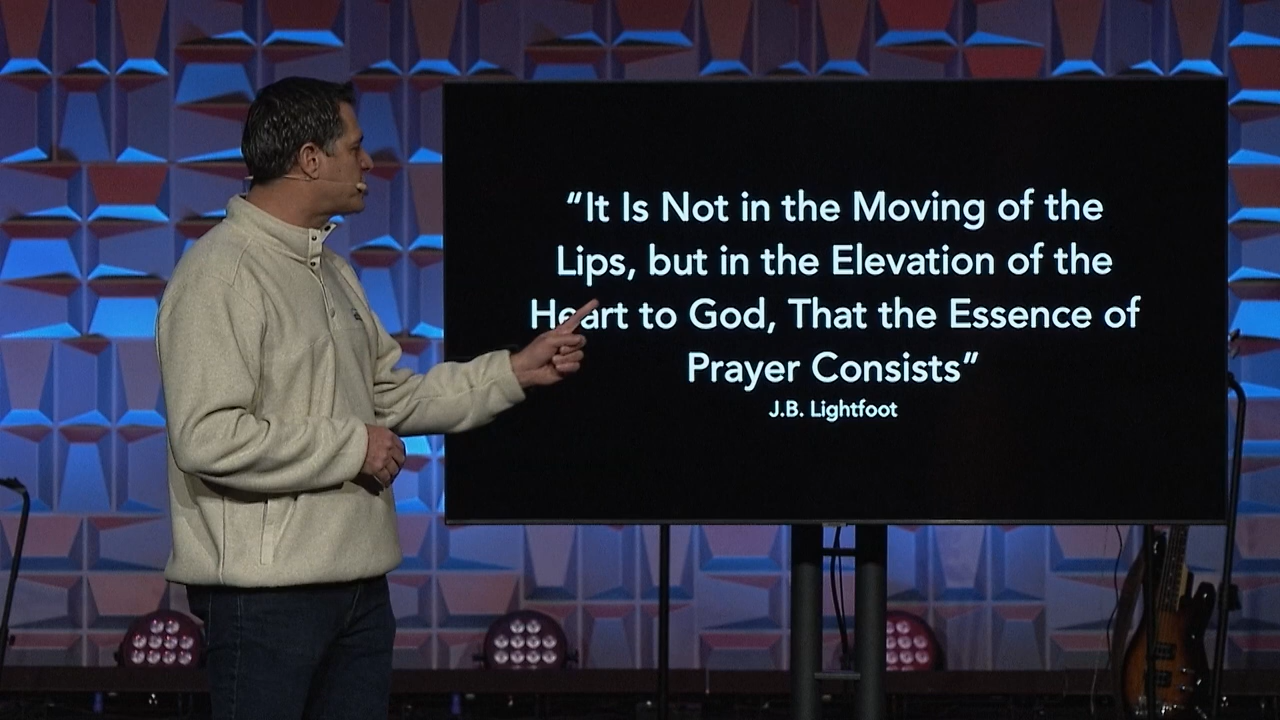 “It Is Not in the Moving of the
Lips, but in the Elevation of the
Heart to God, That the Essence of
Prayer Consists”
J.B. Lightfoot